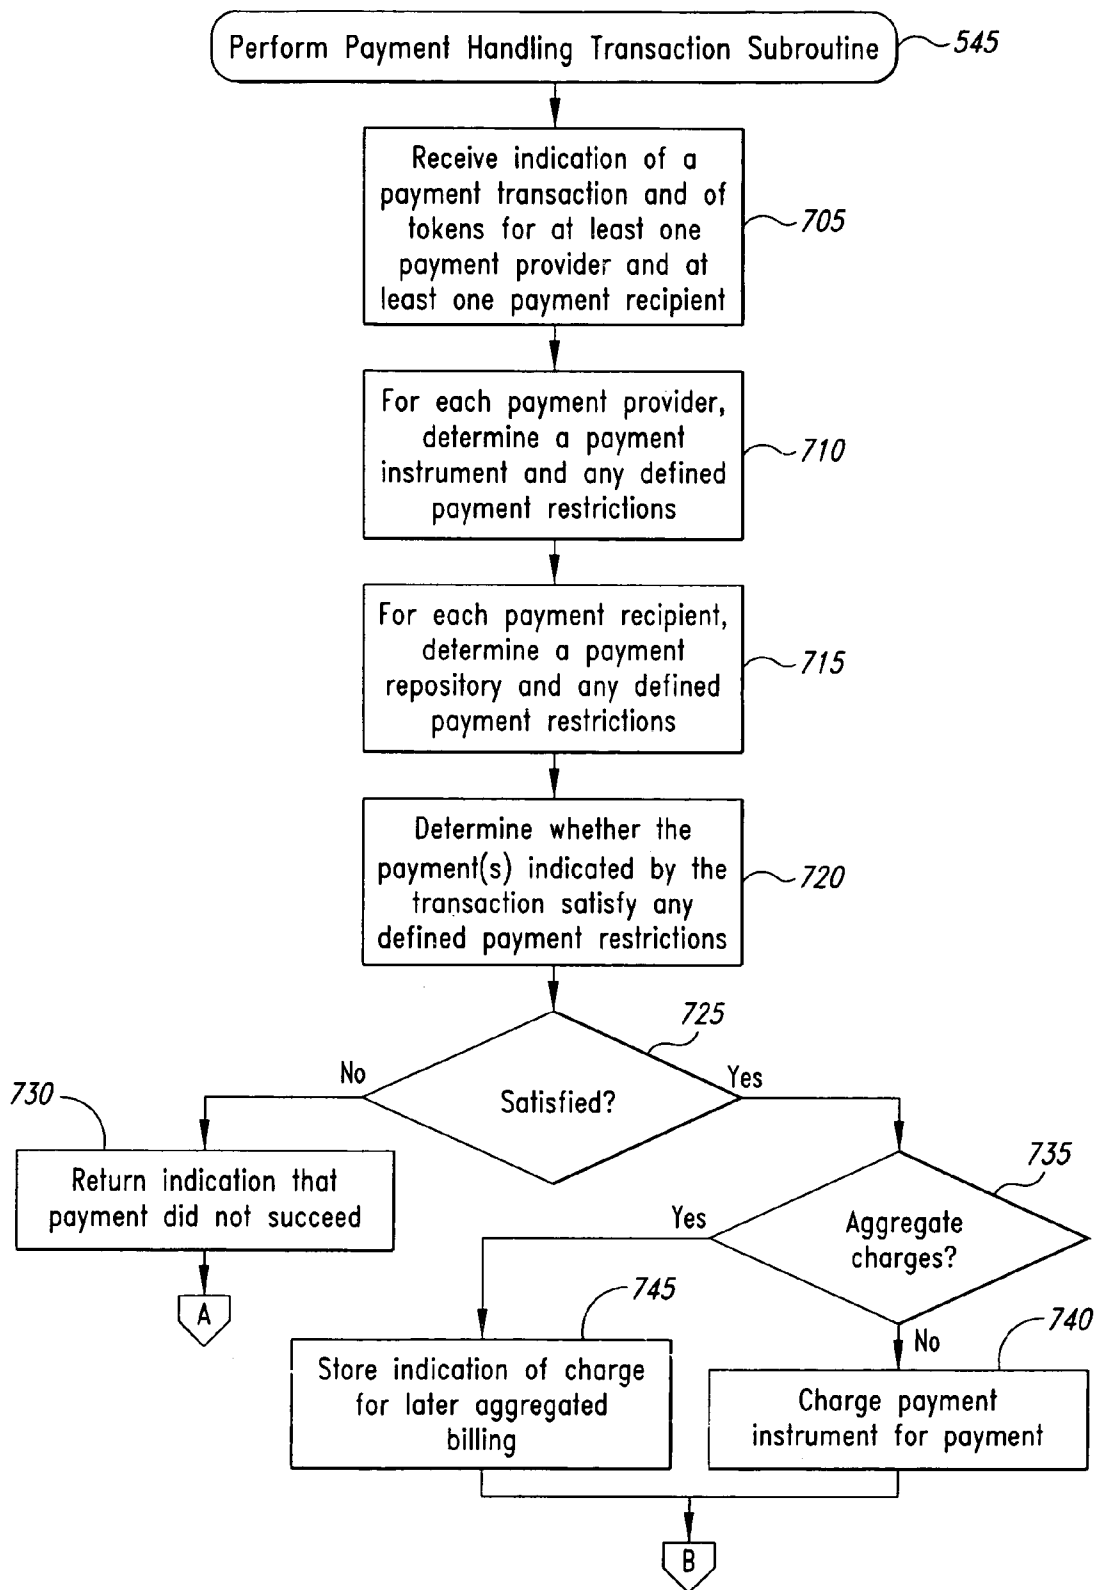 Perform Payment Handling Transaction Subroutine
545
Receive indication of a
payment transaction and of
tokens for at least one
payment provider and at
least one payment recipient
705
For each payment provider,
determine a payment
instrument and any defined
payment restrictions
710
For each payment recipient,
determine a payment
repository and any defined
payment restrictions
715
Determine whether the
payment(s) indicated by the
transaction satisfy any
defined payment restrictions
720
725
No
Satisfied?
Yes
730
Return indication that
payment did not succeed
A
735
Yes
Aggregate
charges?
No
745
Store indication of charge
for later aggregated
billing
740
Charge payment
instrument for payment
B